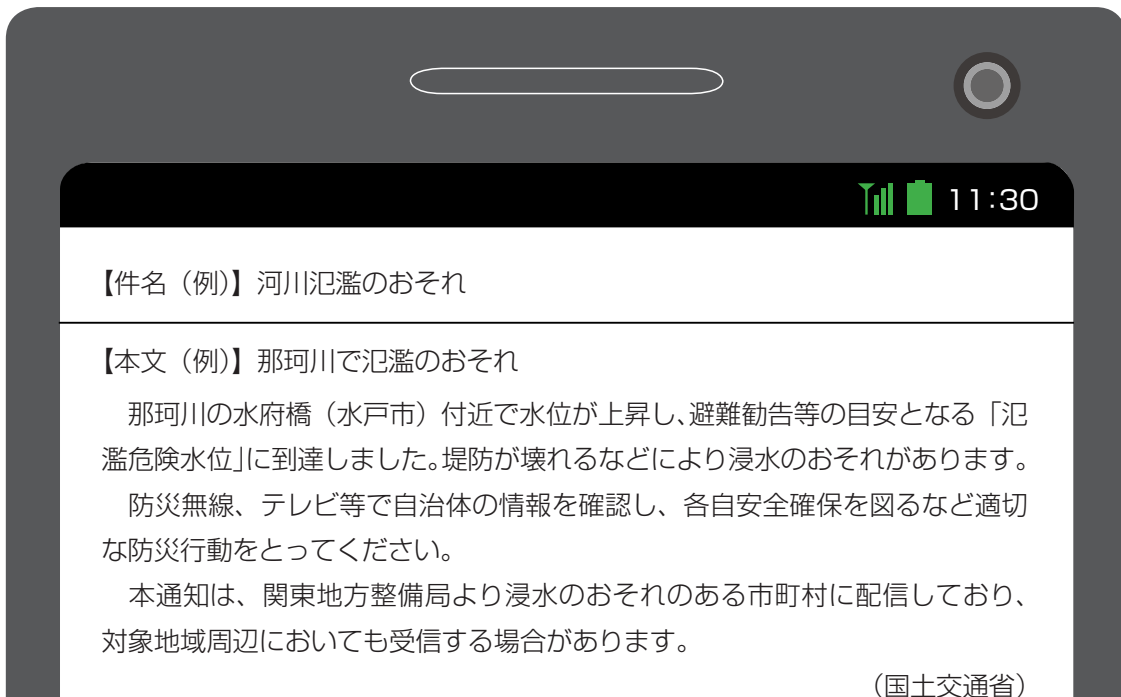 11:30
【件名（例）】河川氾濫のおそれ
【本文（例）】那珂川で氾濫のおそれ
那珂川の水府橋（水戸市）付近で水位が上昇し、避難勧告等の目安となる「氾
濫危険水位」に到達しました。堤防が壊れるなどにより浸水のおそれがあります。
防災無線、テレビ等で自治体の情報を確認し、各自安全確保を図るなど適切
な防災行動をとってください。
本通知は、関東地方整備局より浸水のおそれのある市町村に配信しており、
対象地域周辺においても受信する場合があります。
（国土交通省）